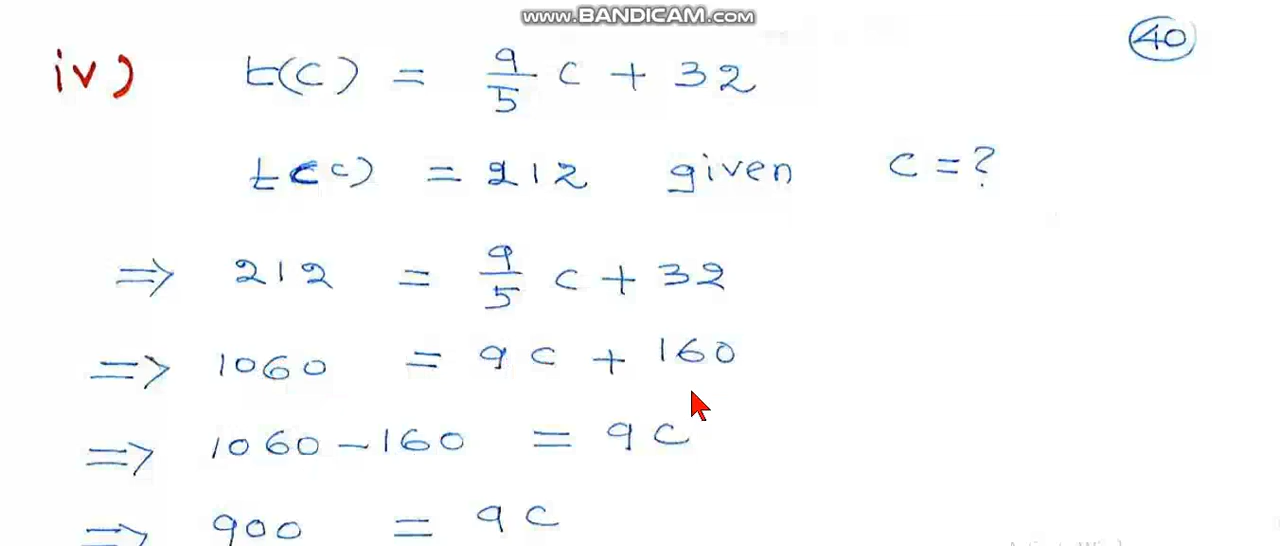 www.BANDICAM.com
40
iv) t(C) = 9/5 C + 32
t(C) = 212 given C = ?
⇒ 212 = 9/5 C + 32
⇒ 1060 = 9C + 160
⇒ 1060 - 160 = 9C
⇒ 900 = 9C